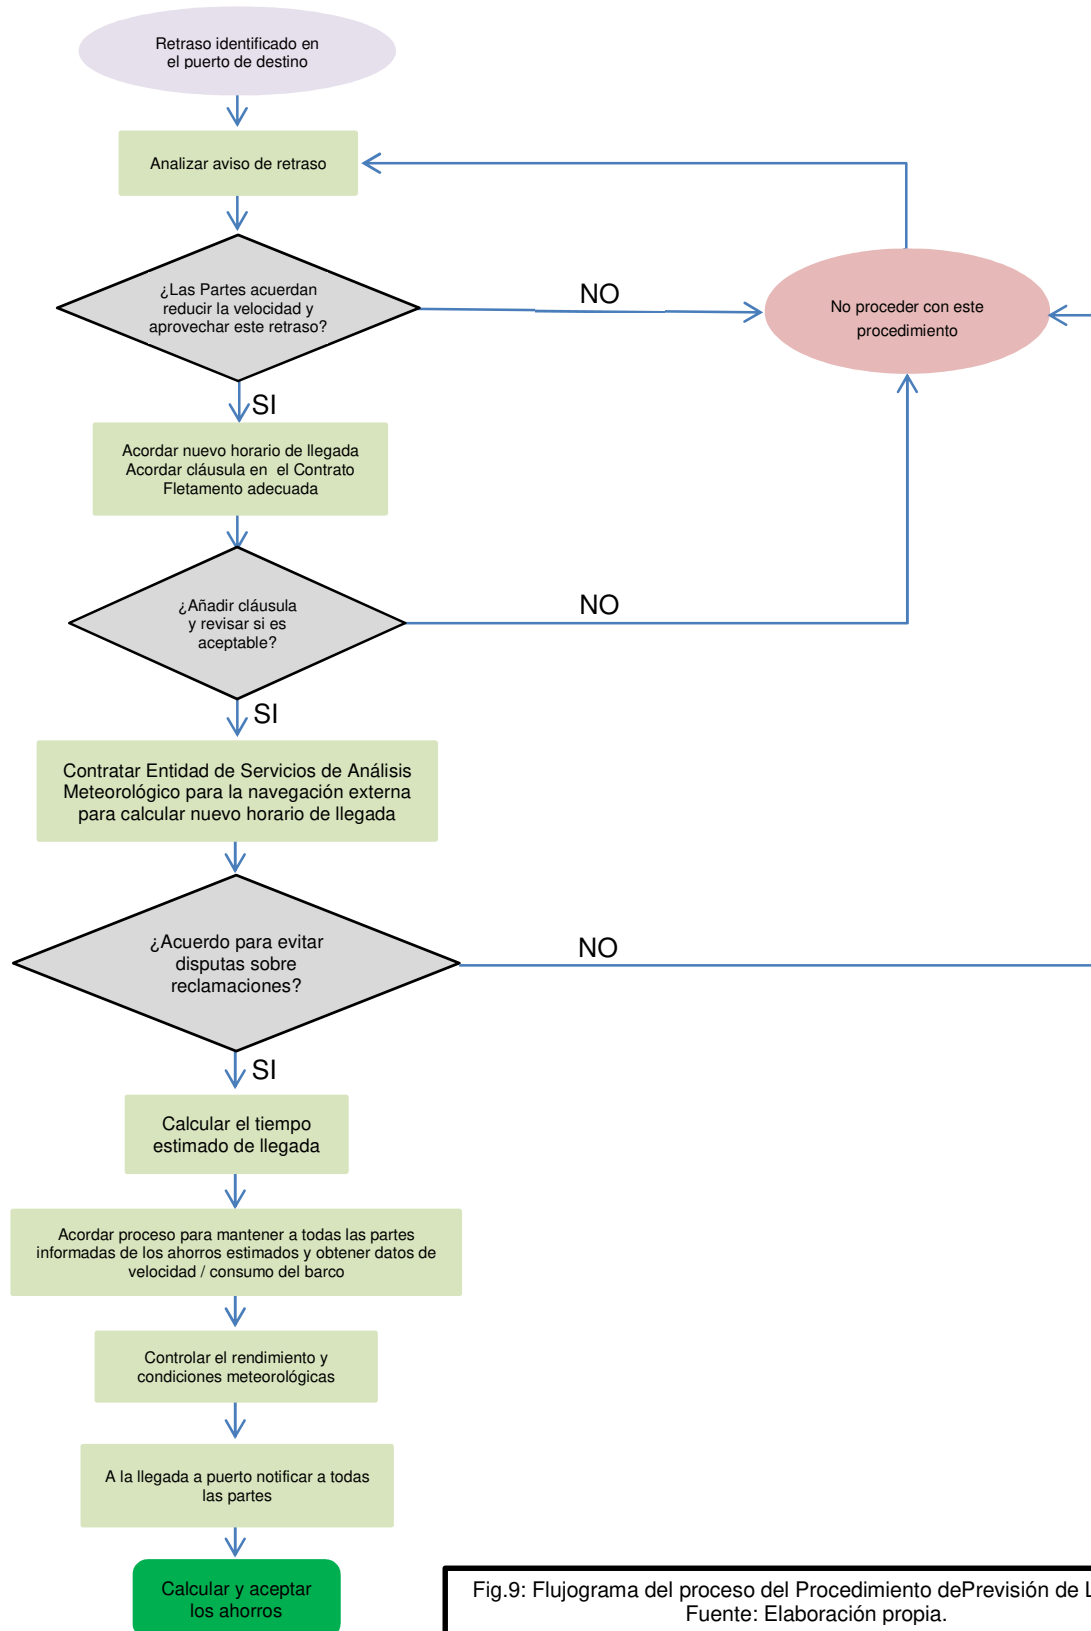 Retraso identificado en
el puerto de destino
Analizar aviso de retraso
¿Las Partes acuerdan
reducir la velocidad y
aprovechar este retraso?
NO
No proceder con este
procedimiento
SI
Acordar nuevo horario de llegada
Acordar cláusula en el Contrato
Fletamento adecuada
¿Añadir cláusula
y revisar si es
aceptable?
NO
SI
Contratar Entidad de Servicios de Análisis
Meteorológico para la navegación externa
para calcular nuevo horario de llegada
¿Acuerdo para evitar
disputas sobre
reclamaciones?
NO
SI
Calcular el tiempo
estimado de llegada
Acordar proceso para mantener a todas las partes
informadas de los ahorros estimados y obtener datos de
velocidad / consumo del barco
Controlar el rendimiento y
condiciones meteorológicas
A la llegada a puerto notificar a todas
las partes
Calcular y aceptar
los ahorros
Fig.9: Flujograma del proceso del Procedimiento dePrevisión de L
Fuente: Elaboración propia.